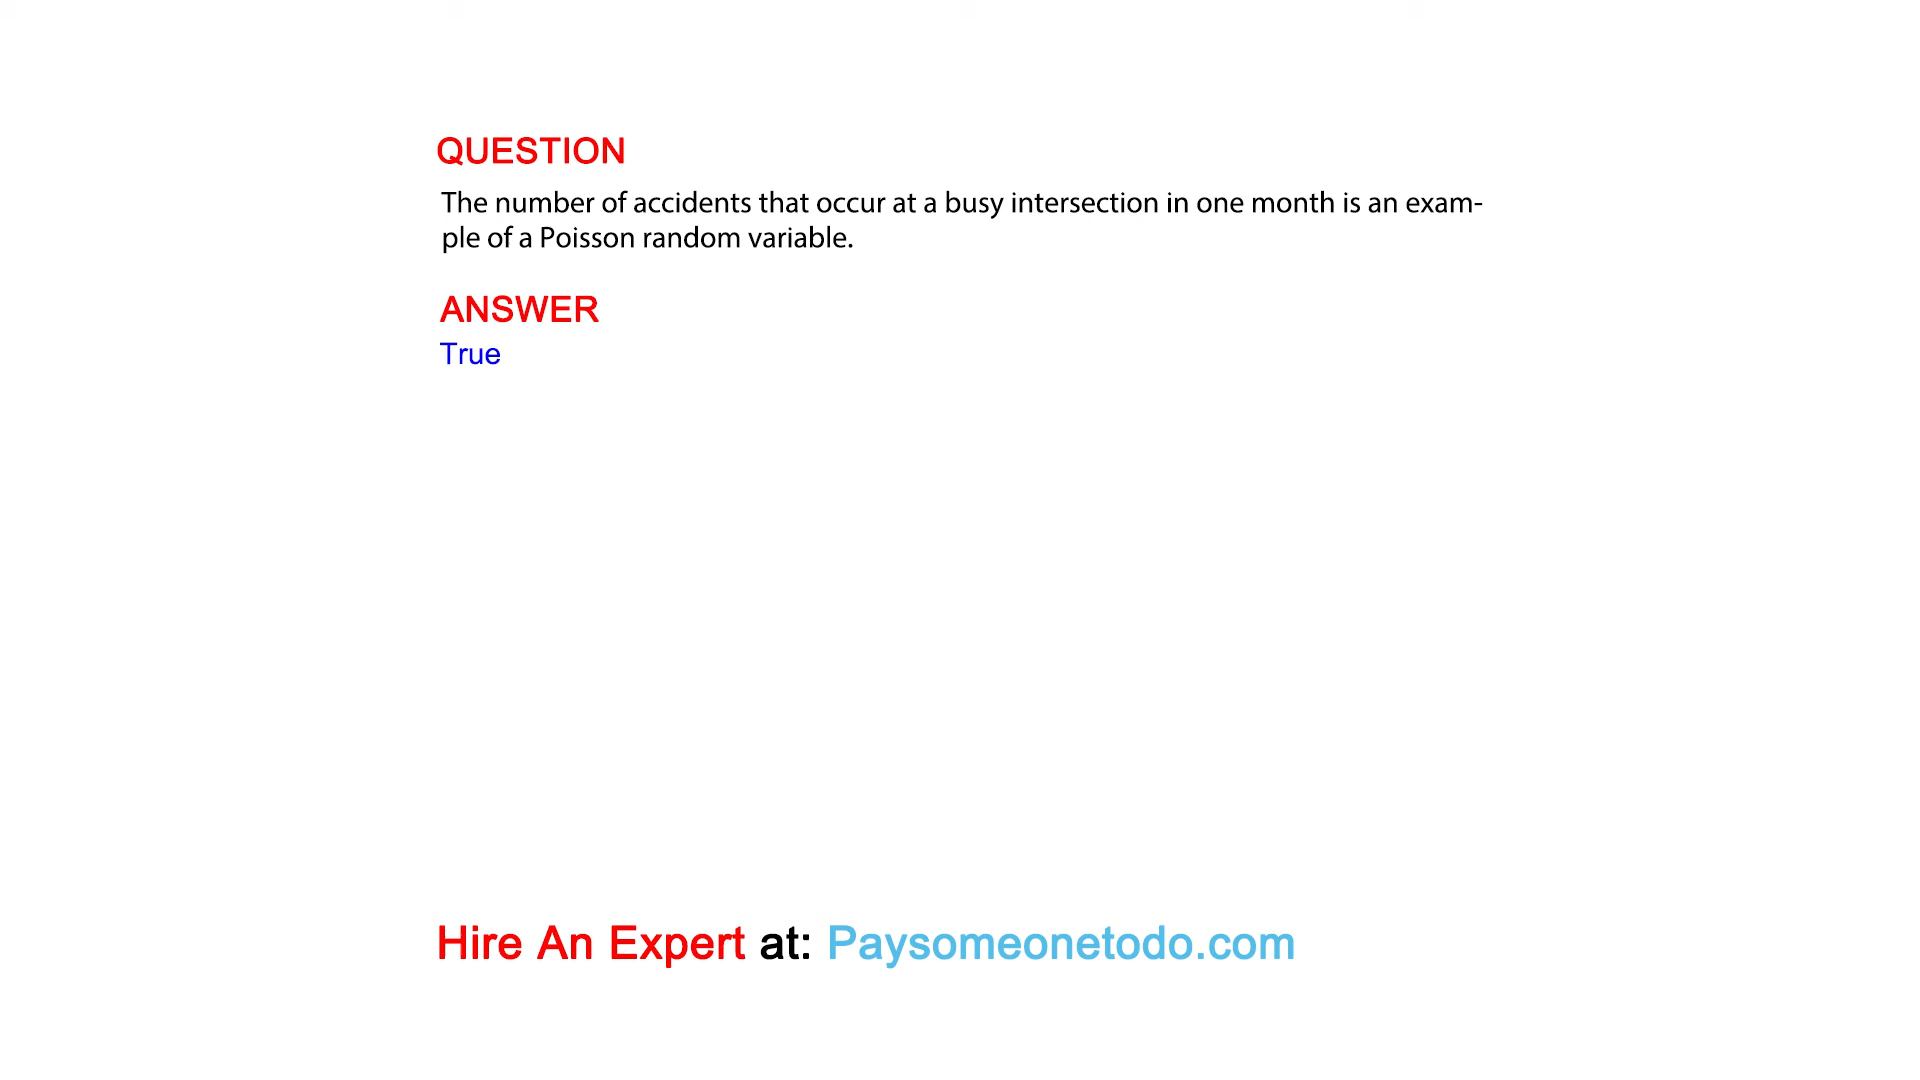 QUESTION
The number of accidents that occur at a busy intersection in one month is an exam-
ple of a Poisson random variable.
ANSWER
True
Hire An Expert at: Paysomeonetodo.com